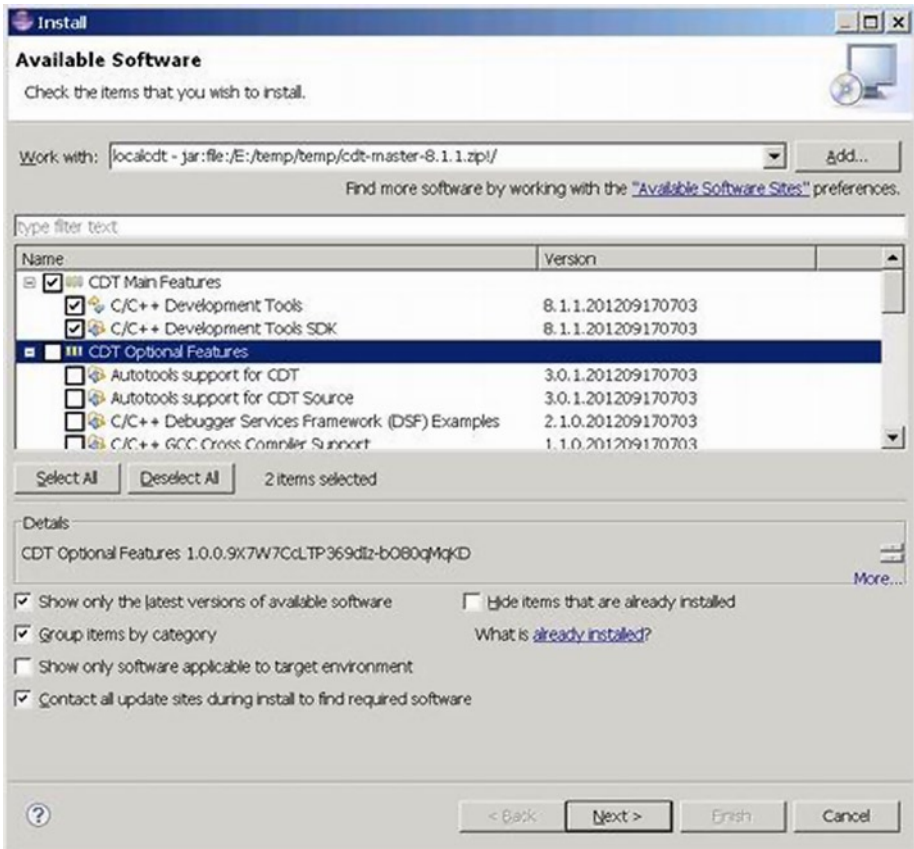 Install
Available Software
Check the items that you wish to install.
Work with: localcdt - jar:file:/E:/temp/temp/cdt-master-8.1.1.zip!/ Add...
Find more software by working with the "Available Software Sites" preferences.
type filter text
Name Version
CDT Main Features
C/C++ Development Tools 8.1.1.201209170703
C/C++ Development Tools SDK 8.1.1.201209170703
CDT Optional Features
Autotools support for CDT 3.0.1.201209170703
Autotools support for CDT Source 3.0.1.201209170703
C/C++ Debugger Services Framework (DSF) Examples 2.1.0.201209170703
C/C++ GCC Cross Compiler Support 1.1.0.201209170703
Select All Deselect All 2 items selected
Details
CDT Optional Features
More...
Show only the latest versions of available software Hide items that are already installed
Group items by category What is already installed?
Show only software applicable to target environment
Contact all update sites during install to find required software
< Back Next > Finish Cancel